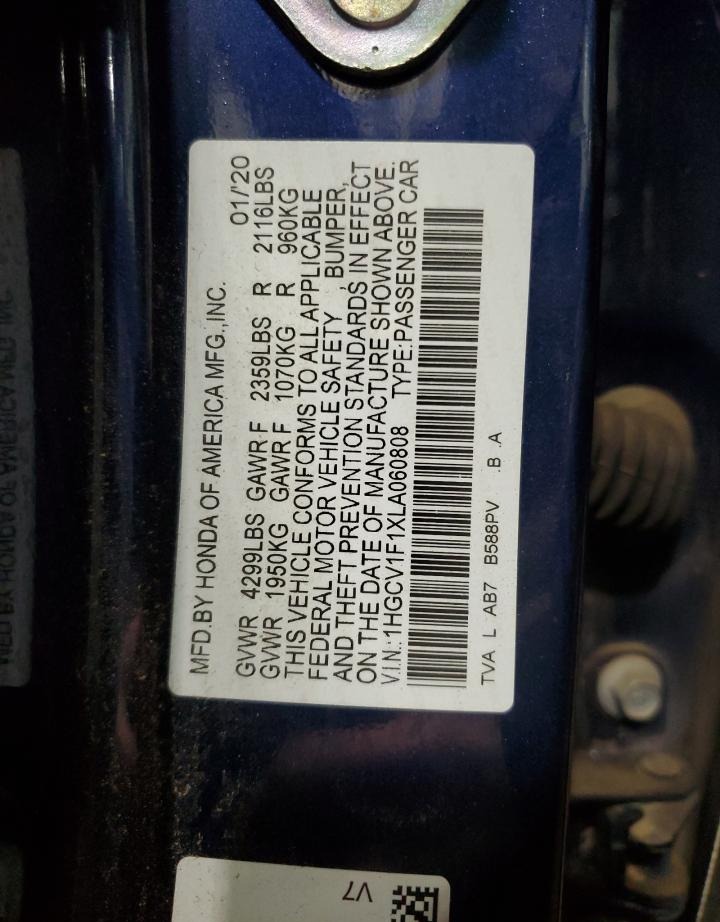 MFD.BY HONDA OF AMERICA MFG.,INC. 01/'20
GVWR 4299LBS GAWR F 2359LBS R 2116LBS
GVWR 1950KG GAWR F 1070KG R 960KG
THIS VEHICLE CONFORMS TO ALL APPLICABLE
FEDERAL MOTOR VEHICLE SAFETY , BUMPER,
AND THEFT PREVENTION STANDARDS IN EFFECT
ON THE DATE OF MANUFACTURE SHOWN ABOVE.
V.I.N.:1HGCV1F1XLA060808 TYPE:PASSENGER CAR
TVA L AB7 B588PV .B .A
V7